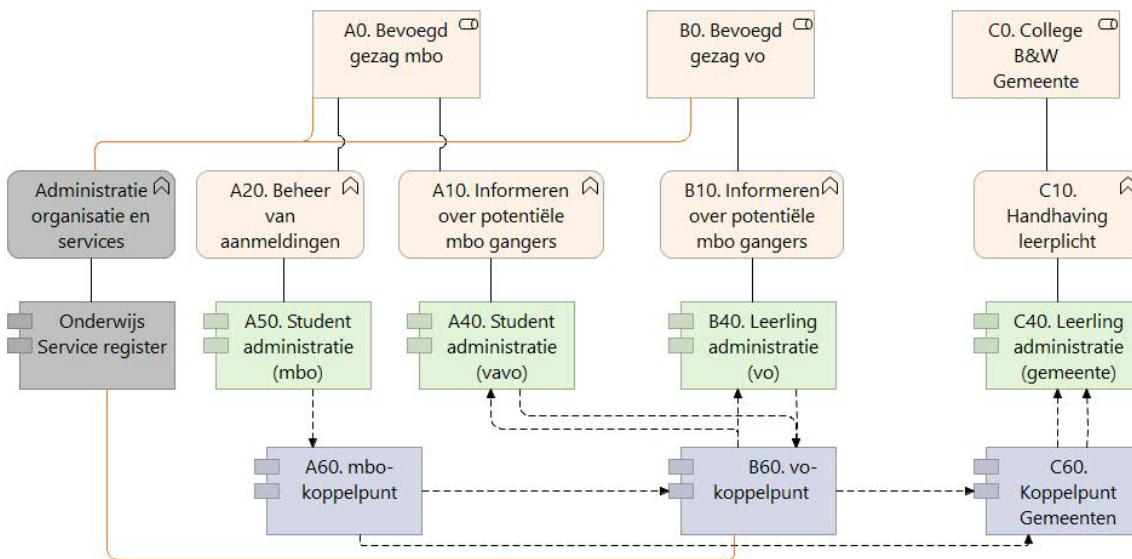 A0. Bevoegd
gezag mbo
B0. Bevoegd
gezag vo
C0. College
B&W
Gemeente
Administratie
organisatie en
services
A20. Beheer
van
aanmeldingen
A10. Informeren
over potentiële
mbo gangers
B10. Informeren
over potentiële
mbo gangers
C10.
Handhaving
leerplicht
Onderwijs
Service register
A50. Student
administratie
(mbo)
A40. Student
administratie
(vavo)
B40. Leerling
administratie
(vo)
C40. Leerling
administratie
(gemeente)
A60. mbo-
koppelpunt
B60. vo-
koppelpunt
C60.
Koppelpunt
Gemeenten